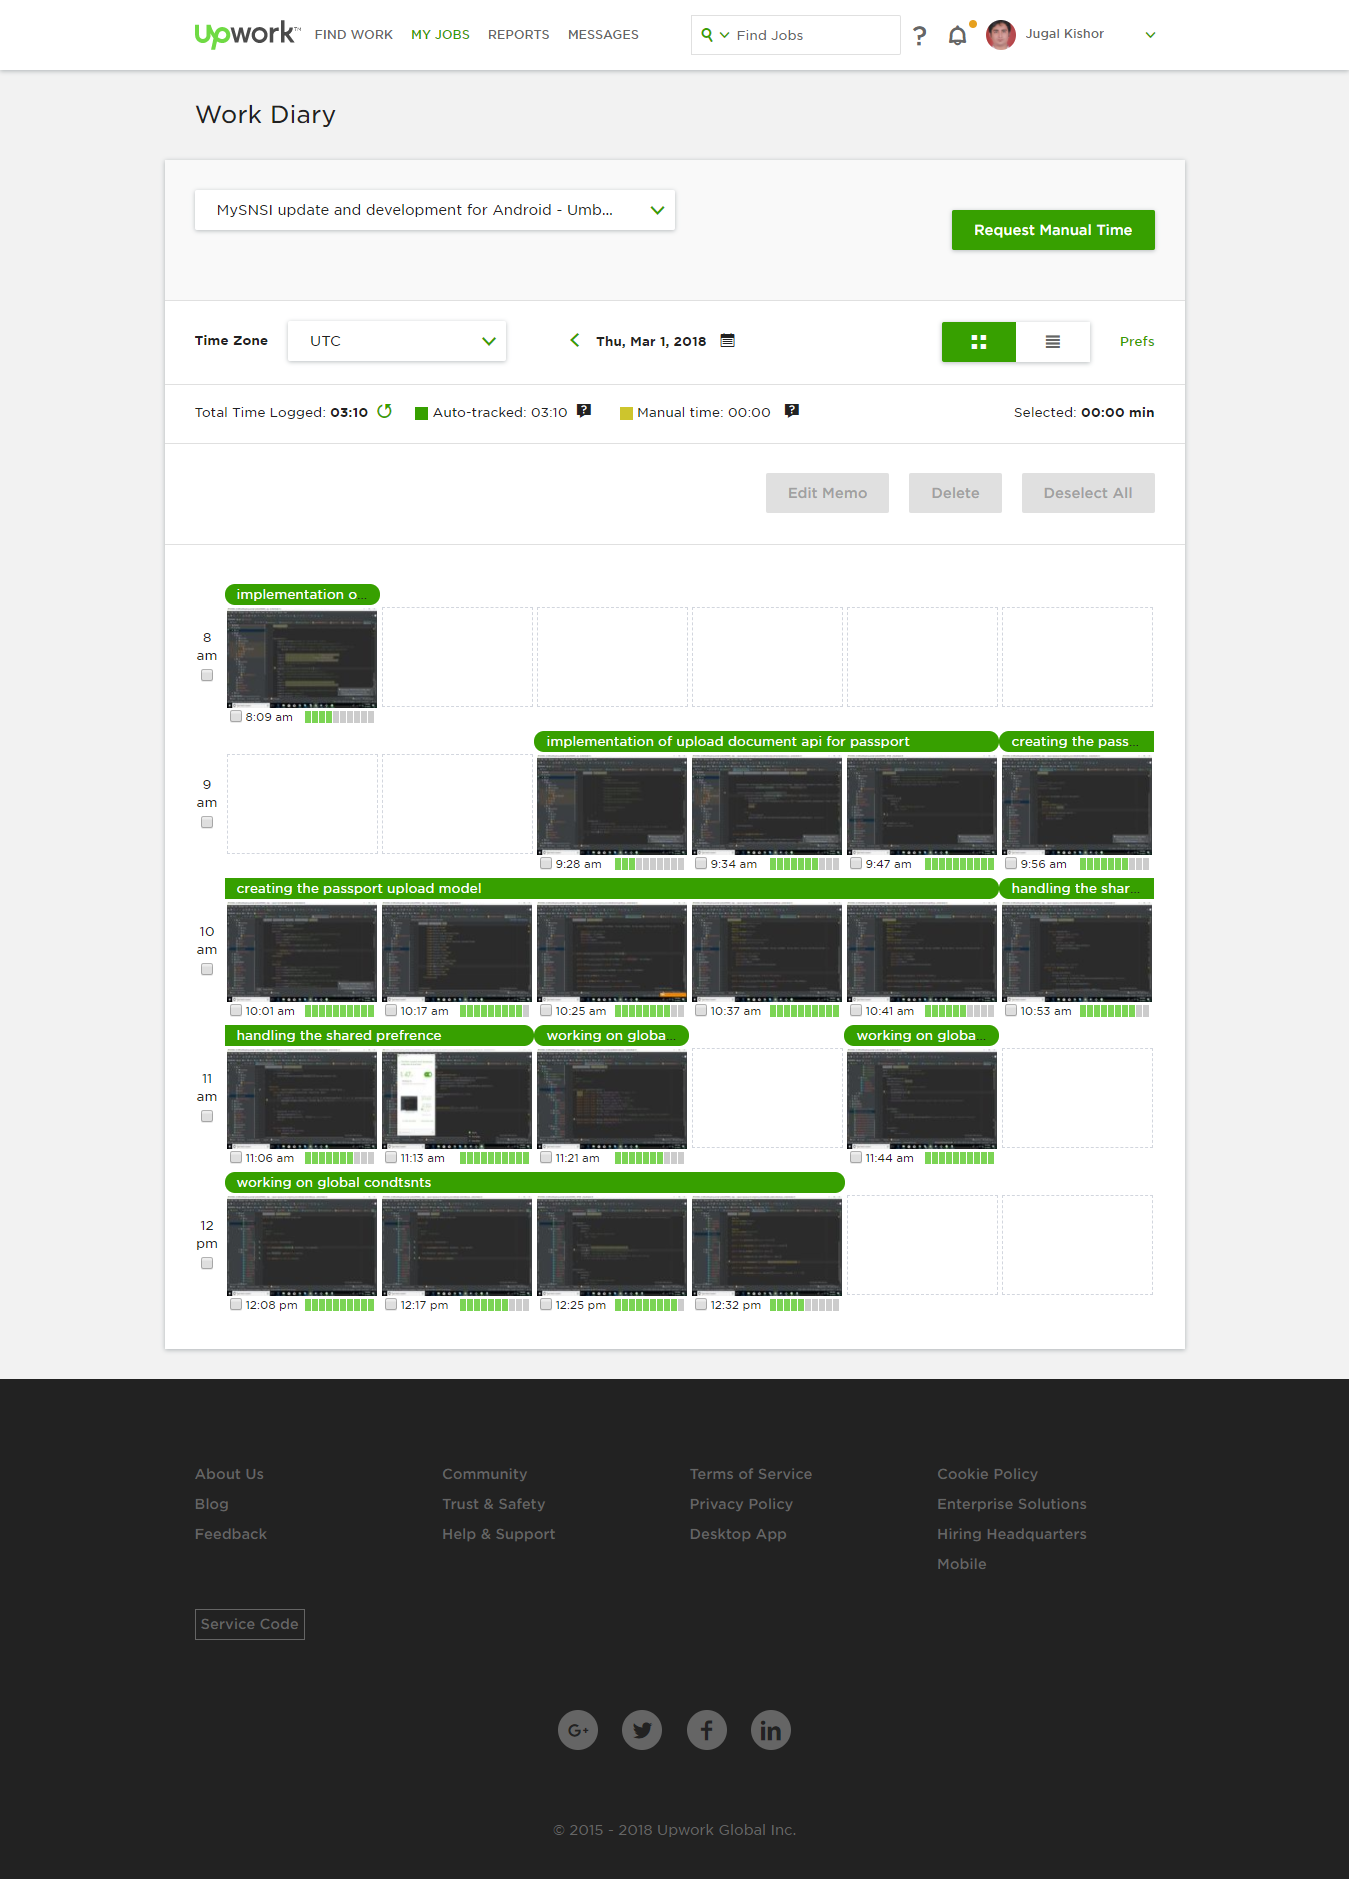 Upwork™ FIND WORK MY JOBS REPORTS MESSAGES Find Jobs ? Jugal Kishor
Work Diary
MySNSI update and development for Android - Umb...
Request Manual Time
Time Zone UTC Thu, Mar 1, 2018 Prefs
Total Time Logged: 03:10 Auto-tracked: 03:10 ? Manual time: 00:00 ? Selected: 00:00 min
Edit Memo Delete Deselect All
implementation o...
8
am
8:09 am
implementation of upload document api for passport creating the pass...
9
am
9:28 am 9:34 am 9:47 am 9:56 am
creating the passport upload model handling the shar...
10
am
10:01 am 10:17 am 10:25 am 10:37 am 10:41 am 10:53 am
handling the shared prefrence working on globa... working on globa...
11
am
11:06 am 11:13 am 11:21 am 11:44 am
working on global condtsnts
12
pm
12:08 pm 12:17 pm 12:25 pm 12:32 pm
About Us Community Terms of Service Cookie Policy
Blog Trust & Safety Privacy Policy Enterprise Solutions
Feedback Help & Support Desktop App Hiring Headquarters
Mobile
Service Code
G+ f in
© 2015 - 2018 Upwork Global Inc.